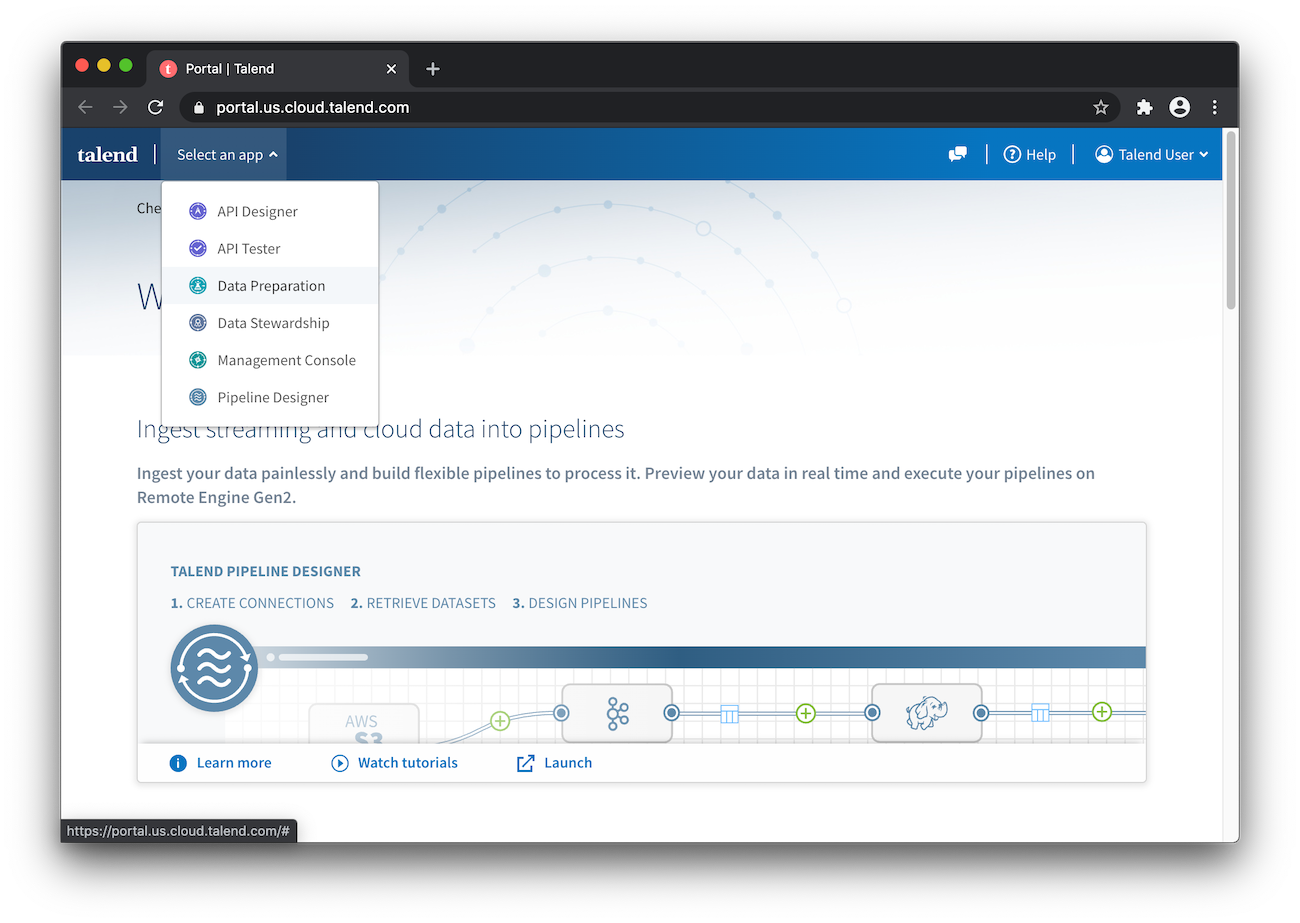 Portal | Talend
portal.us.cloud.talend.com
talend
Select an app
Help
Talend User
Che
API Designer
API Tester
Data Preparation
W
Data Stewardship
Management Console
Pipeline Designer
Ingest streaming and cloud data into pipelines
Ingest your data painlessly and build flexible pipelines to process it. Preview your data in real time and execute your pipelines on
Remote Engine Gen2.
TALEND PIPELINE DESIGNER
1. CREATE CONNECTIONS 2. RETRIEVE DATASETS 3. DESIGN PIPELINES
AWS
S3
Learn more
Watch tutorials
Launch
https://portal.us.cloud.talend.com/#